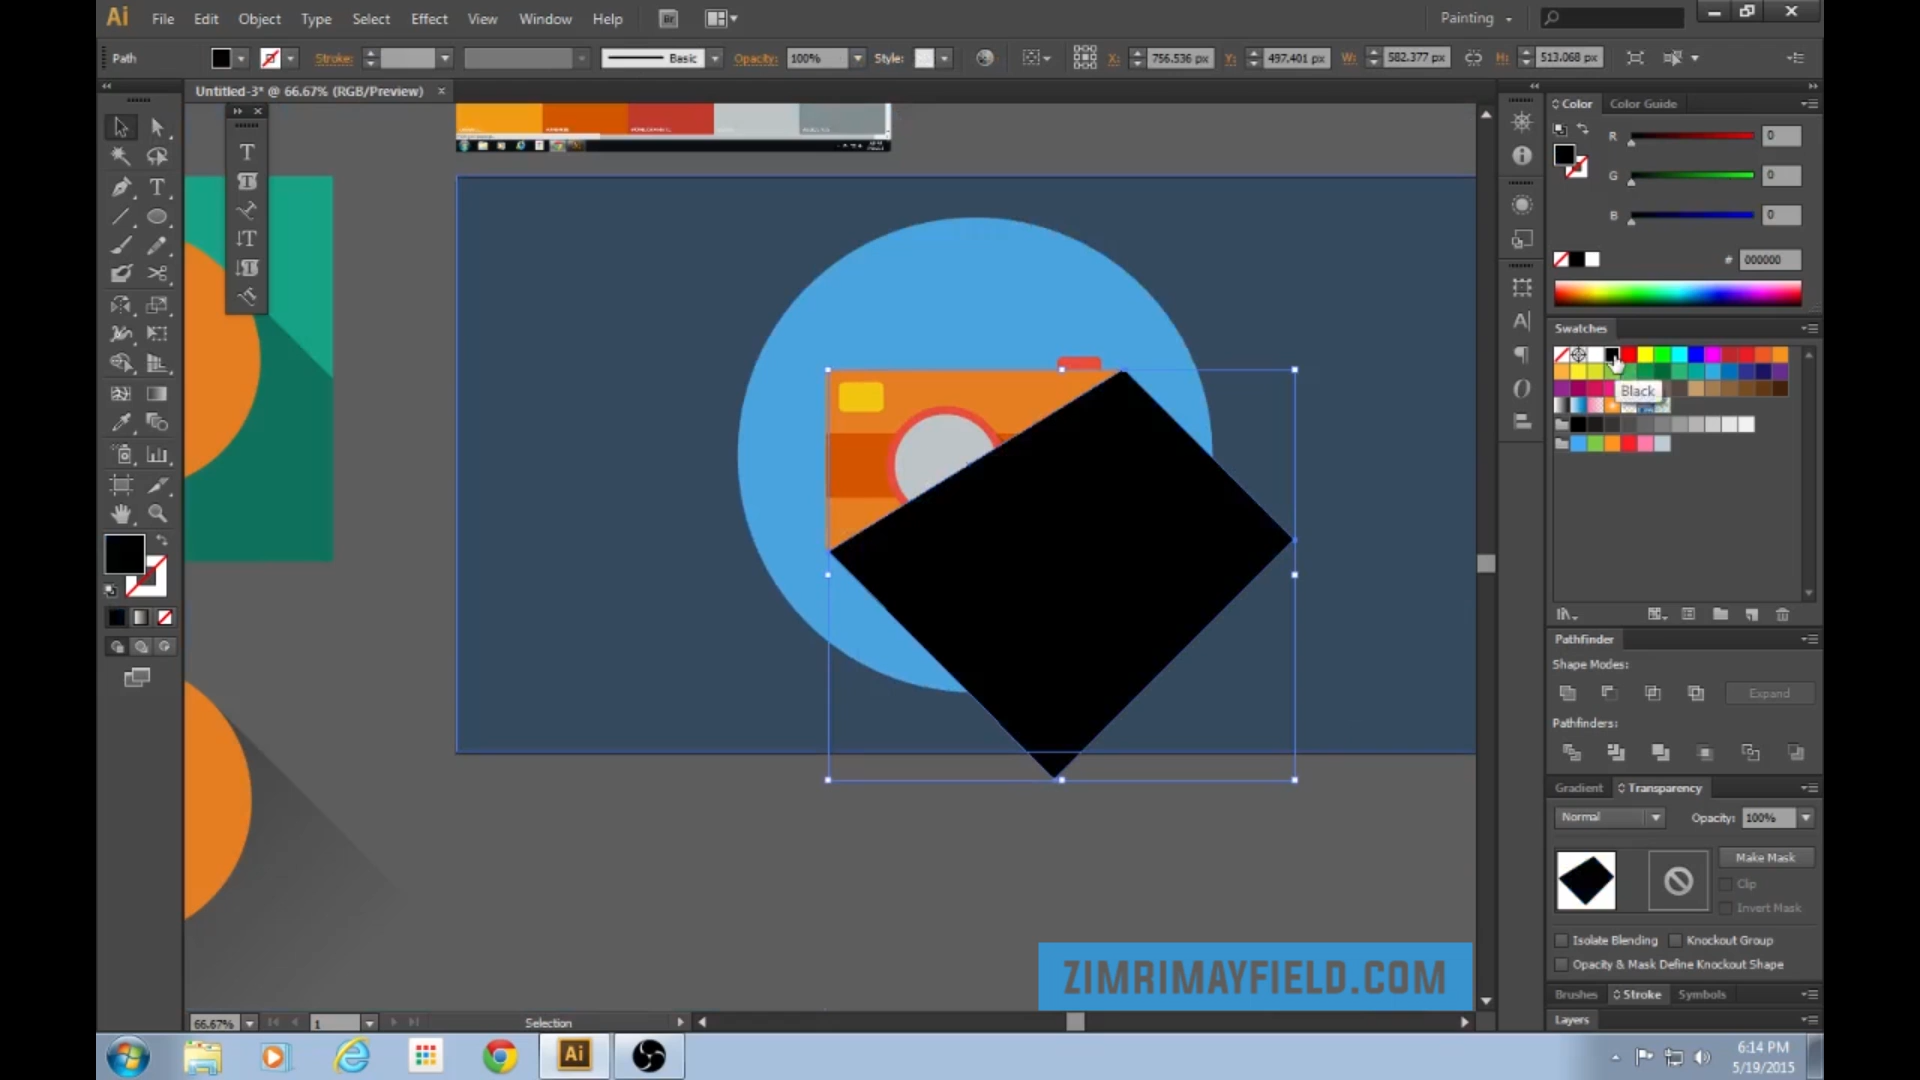 Ai File Edit Object Type Select Effect View Window Help Br Painting
Path Stroke: Basic Opacity: 100% Style: X: 756.536 px Y: 497.401 px W: 582.377 px H: 513.068 px
Untitled-3* @ 66.67% (RGB/Preview) ×
Color Color Guide
R 0
G 0
B 0
# 000000
Swatches
Black
Pathfinder
Shape Modes:
Expand
Pathfinders:
Gradient Transparency
Normal Opacity: 100%
Make Mask
Clip
Invert Mask
Isolate Blending Knockout Group
Opacity & Mask Define Knockout Shape
Brushes Stroke Symbols
Layers
ZIMRIMAYFIELD.COM
66.67% 1 Selection
Ai
6:14 PM
5/19/2015